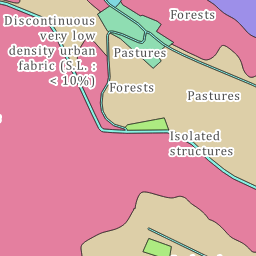 Discontinuous
very low
density urban
fabric (S.L. :
< 10%)
Forests
Pastures
Forests
Pastures
Isolated
structures